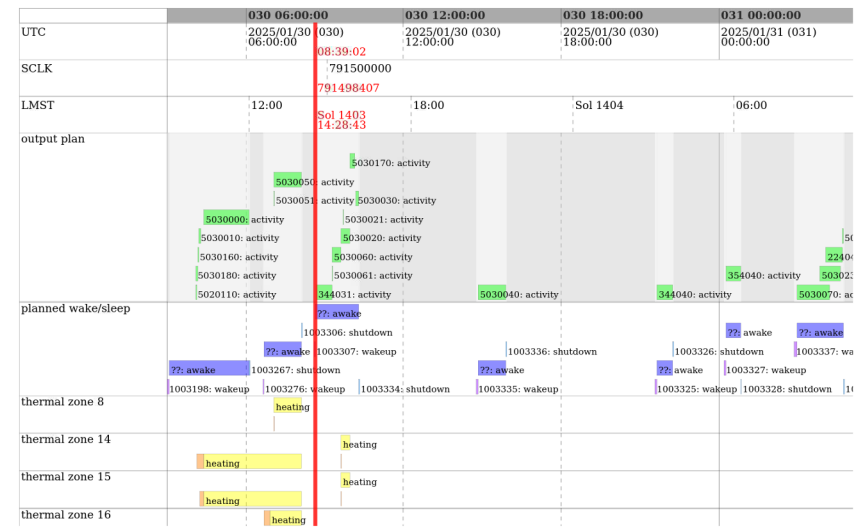 030 06:00:00 030 12:00:00 030 18:00:00 031 00:00:00
UTC 2025/01/30 (030) 2025/01/30 (030) 2025/01/30 (030) 2025/01/31 (031)
06:00:00 12:00:00 18:00:00 00:00:00
08:39:02
SCLK 791500000
791498407
LMST 12:00 18:00 Sol 1404 06:00
Sol 1403
14:28:43
output plan
5030170: activity
5030050: activity
5030051: activity 5030030: activity
5030000: activity 5030021: activity
5030010: activity 5030020: activity
5030160: activity 5030060: activity
5030180: activity 5030061: activity 354040: activity
5020110: activity 344031: activity 5030040: activity 344040: activity
planned wake/sleep
??: awake
1003306: shutdown ??: awake ??: awake
??: awake 1003307: wakeup 1003336: shutdown 1003326: shutdown
??: awake 1003267: shutdown ??: awake ??: awake 1003327: wakeup
1003198: wakeup 1003276: wakeup 1003334: shutdown 1003335: wakeup 1003325: wakeup 1003328: shutdown
thermal zone 8
heating
thermal zone 14
heating
heating
thermal zone 15
heating
heating
thermal zone 16
heating